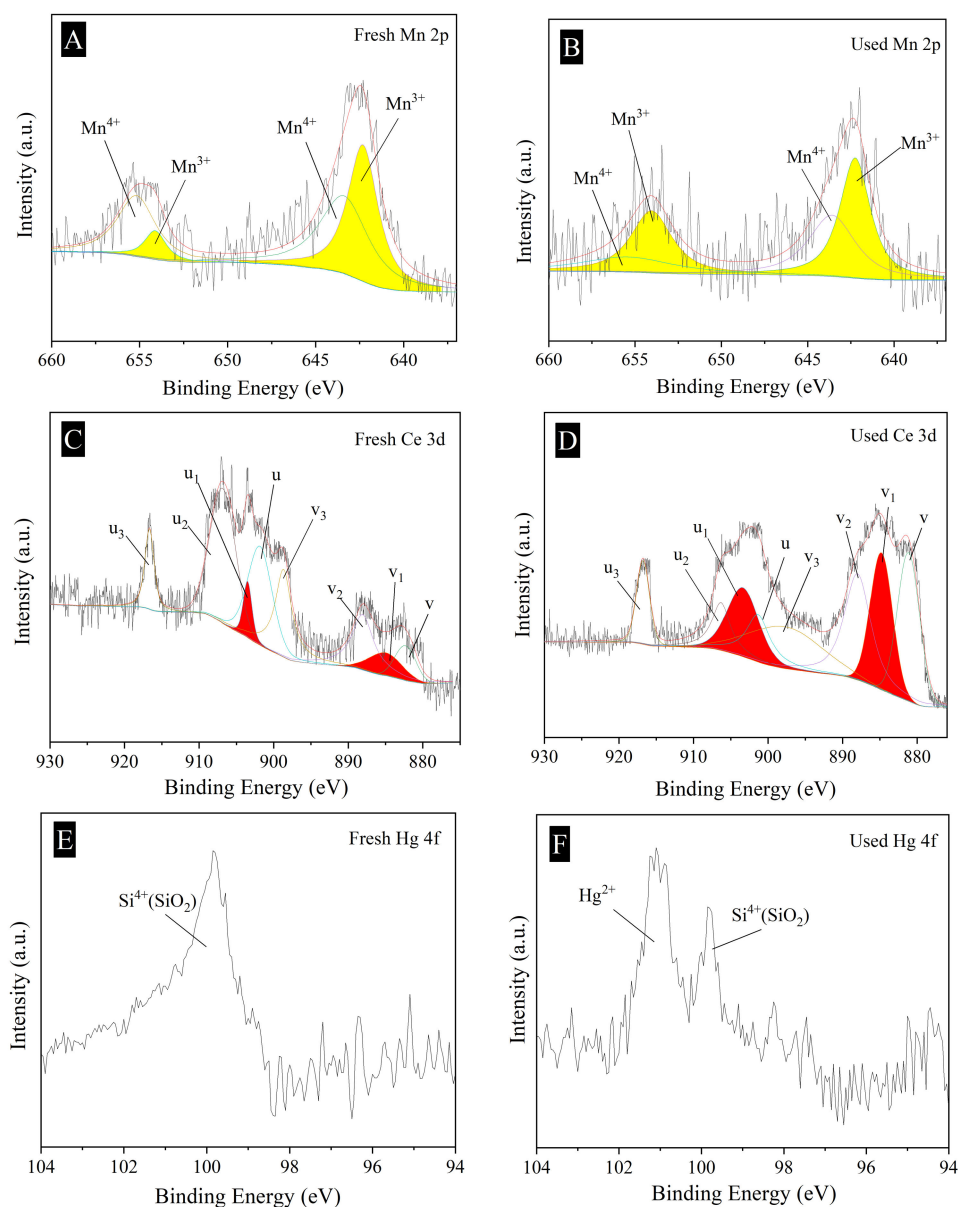 A
Fresh Mn 2p
Mn⁴⁺
Mn³⁺
Mn⁴⁺
Mn³⁺
Intensity (a.u.)
660 655 650 645 640
Binding Energy (eV)
B
Used Mn 2p
Mn³⁺
Mn⁴⁺
Mn⁴⁺
Mn³⁺
Intensity (a.u.)
660 655 650 645 640
Binding Energy (eV)
C
Fresh Ce 3d
u₃
u₂
u₁
u
v₃
v₂
v₁
v
Intensity (a.u.)
930 920 910 900 890 880
Binding Energy (eV)
D
Used Ce 3d
u₃
u₂
u₁
u
v₃
v₂
v₁
v
Intensity (a.u.)
930 920 910 900 890 880
Binding Energy (eV)
E
Fresh Hg 4f
Si⁴⁺(SiO₂)
Intensity (a.u.)
104 102 100 98 96 94
Binding Energy (eV)
F
Used Hg 4f
Hg²⁺
Si⁴⁺(SiO₂)
Intensity (a.u.)
104 102 100 98 96 94
Binding Energy (eV)